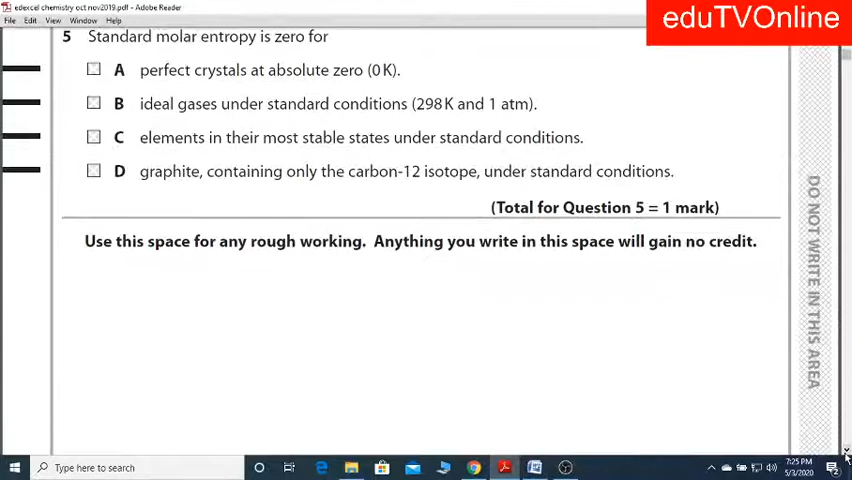 edexcel chemistry oct nov2019.pdf - Adobe Reader
eduTVOnline
File Edit View Window Help
5 Standard molar entropy is zero for
A perfect crystals at absolute zero (0 K).
B ideal gases under standard conditions (298 K and 1 atm).
C elements in their most stable states under standard conditions.
D graphite, containing only the carbon-12 isotope, under standard conditions.
(Total for Question 5 = 1 mark)
Use this space for any rough working. Anything you write in this space will gain no credit.
DO NOT WRITE IN THIS AREA
Type here to search
7:25 PM
5/3/2020
2